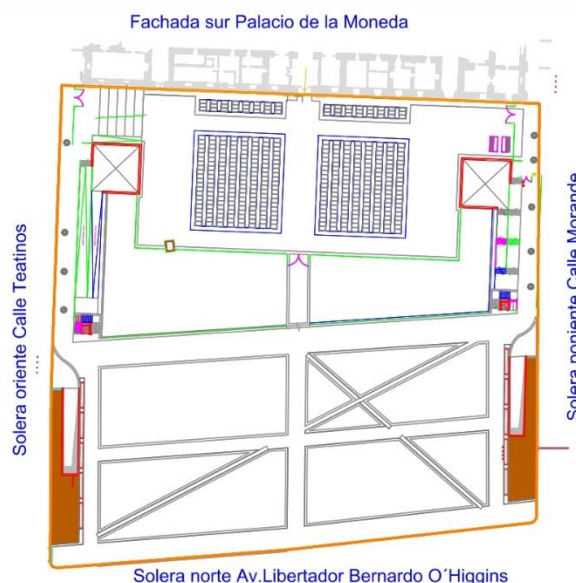 Fachada sur Palacio de la Moneda
Solera oriente Calle Teatinos
Solera poniente Calle Morande
Solera norte Av.Libertador Bernardo O´Higgins